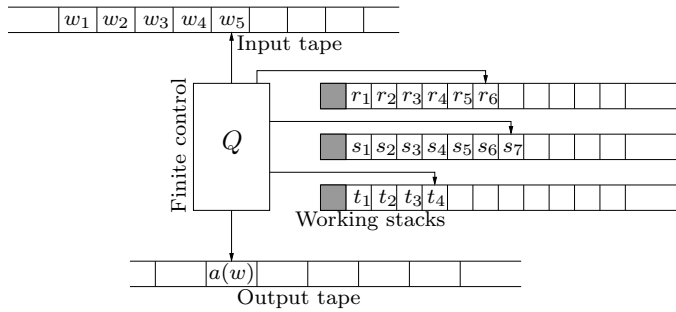 w₁ w₂ w₃ w₄ w₅
Input tape
Finite control
Q
r₁ r₂ r₃ r₄ r₅ r₆
s₁ s₂ s₃ s₄ s₅ s₆ s₇
t₁ t₂ t₃ t₄
Working stacks
a(w)
Output tape